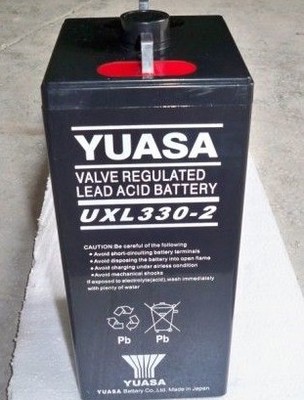 YUASA
VALVE REGULATED
LEAD ACID BATTERY
UXL330-2
CAUTION:Be careful of the following
• Avoid short-circuiting battery terminals
• Avoid disposing the battery into open flame
• Avoid charging under airless condition
• Avoid mechanical shocks
If exposed to electrolyte(acid),wash immediately
with plenty of water
Pb Pb
YUASA
YUASA Battery Co.,Ltd. Made in Japan